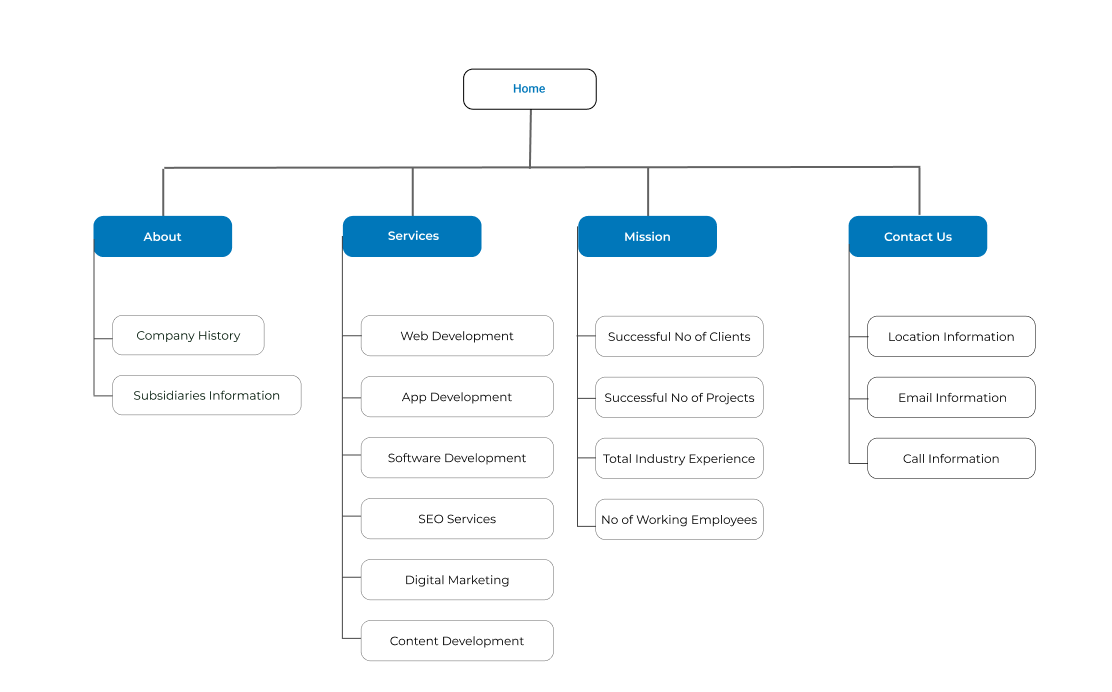 Home
About
Services
Mission
Contact Us
Company History
Subsidiaries Information
Web Development
App Development
Software Development
SEO Services
Digital Marketing
Content Development
Successful No of Clients
Successful No of Projects
Total Industry Experience
No of Working Employees
Location Information
Email Information
Call Information